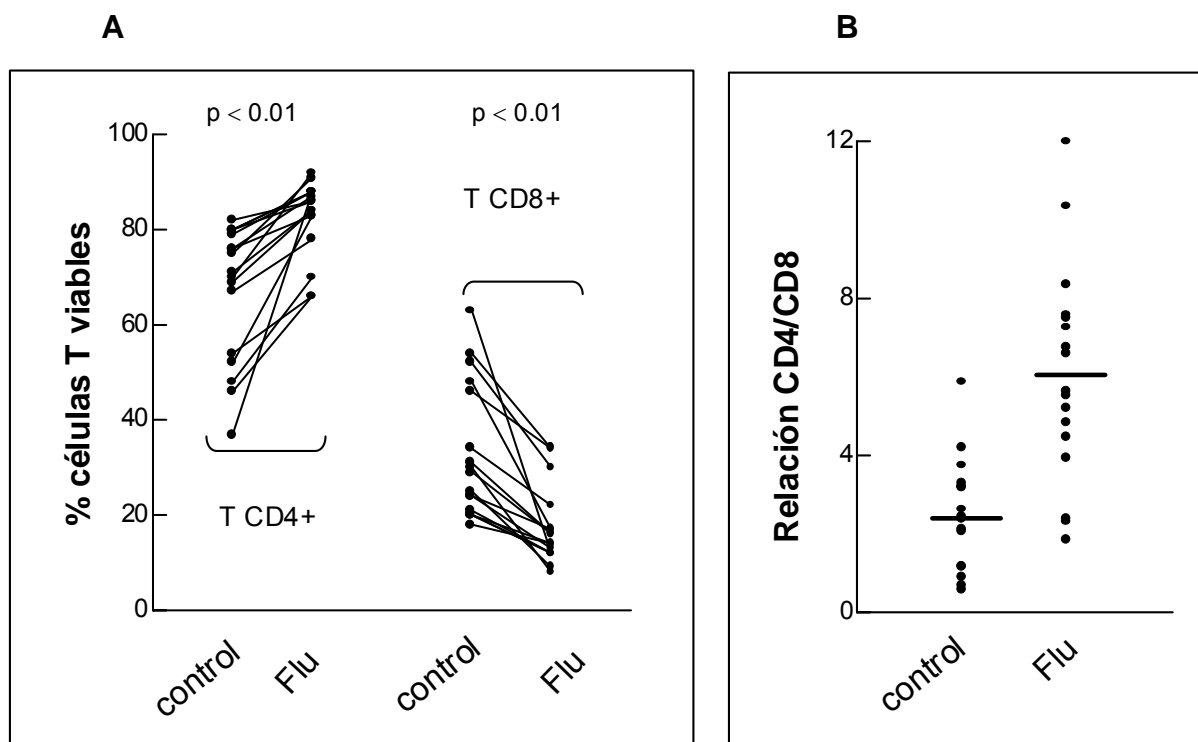 A
p < 0.01
p < 0.01
100
80
60
40
20
0
% células T viables
T CD8+
T CD4+
control
Flu
control
Flu
B
12
8
4
0
Relación CD4/CD8
control
Flu